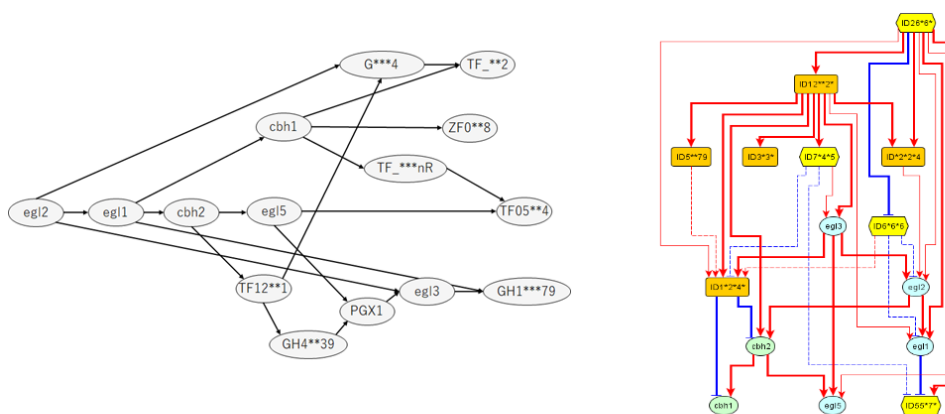 G***4
TF_**2
cbh1
ZF0**8
TF_***nR
egl2
egl1
cbh2
egl5
TF05**4
TF12**1
egl3
GH1***79
PGX1
GH4**39
ID26*6*
ID12**2*
ID5**79
ID3*3*
ID7*4*5
ID*2*2*4
egl3
ID6*6*6
ID1*2*4*
egl2
cbh2
egl1
cbh1
egl5
ID55*7*